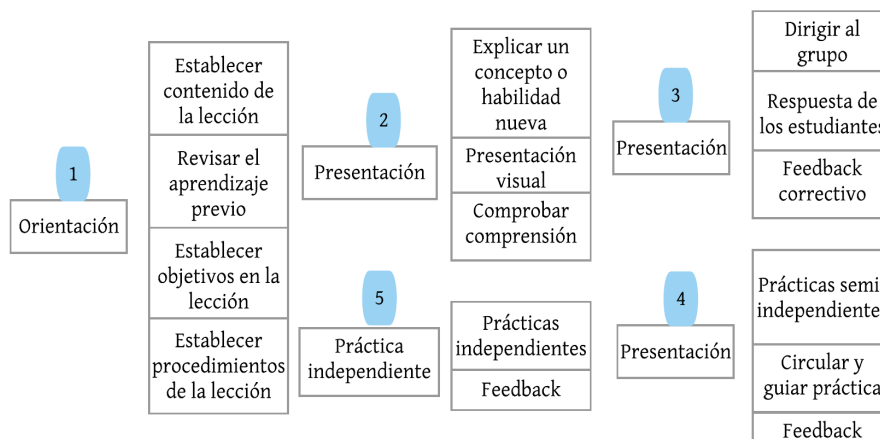 1
Orientación
Establecer
contenido de
la lección
Revisar el
aprendizaje
previo
Establecer
objetivos en la
lección
Establecer
procedimientos
de la lección
2
Presentación
Explicar un
concepto o
habilidad
nueva
Presentación
visual
Comprobar
comprensión
3
Presentación
Dirigir al
grupo
Respuesta de
los estudiantes
Feedback
correctivo
4
Presentación
Prácticas semi
independiente
Circular y
guiar práctica
Feedback
5
Práctica
independiente
Prácticas
independientes
Feedback